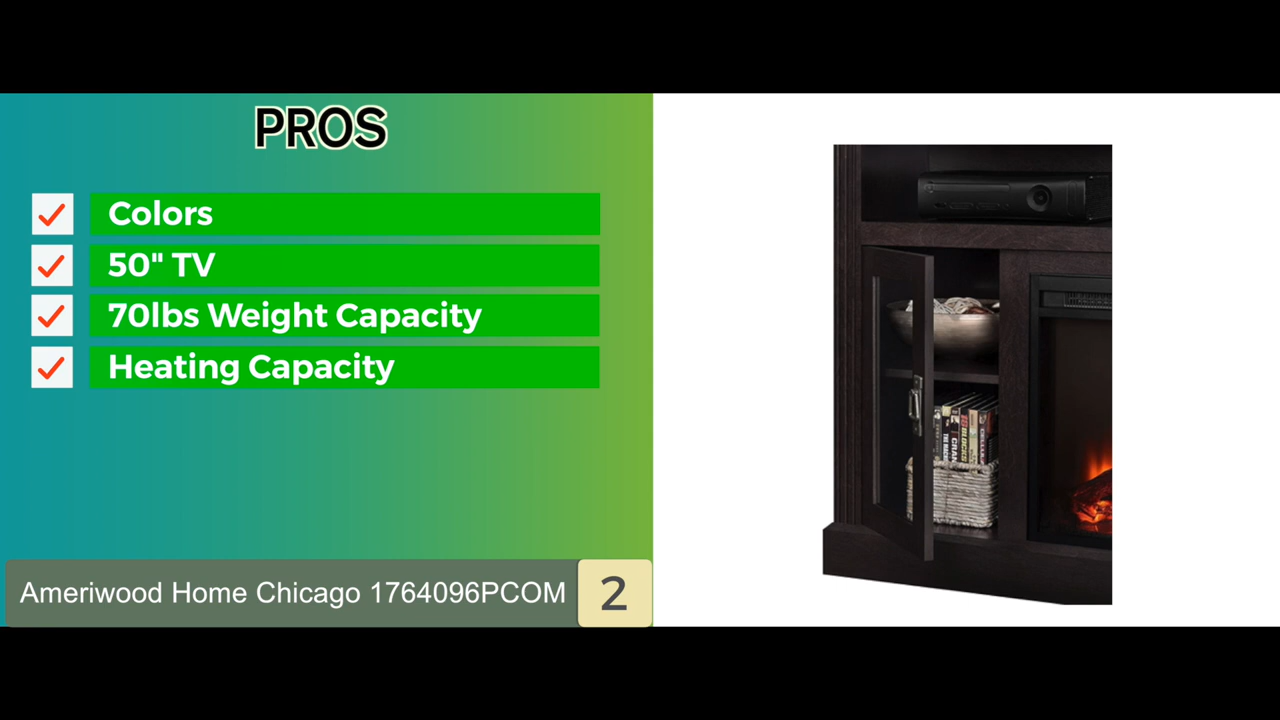 PROS
Colors
50" TV
70lbs Weight Capacity
Heating Capacity
Ameriwood Home Chicago 1764096PCOM
2